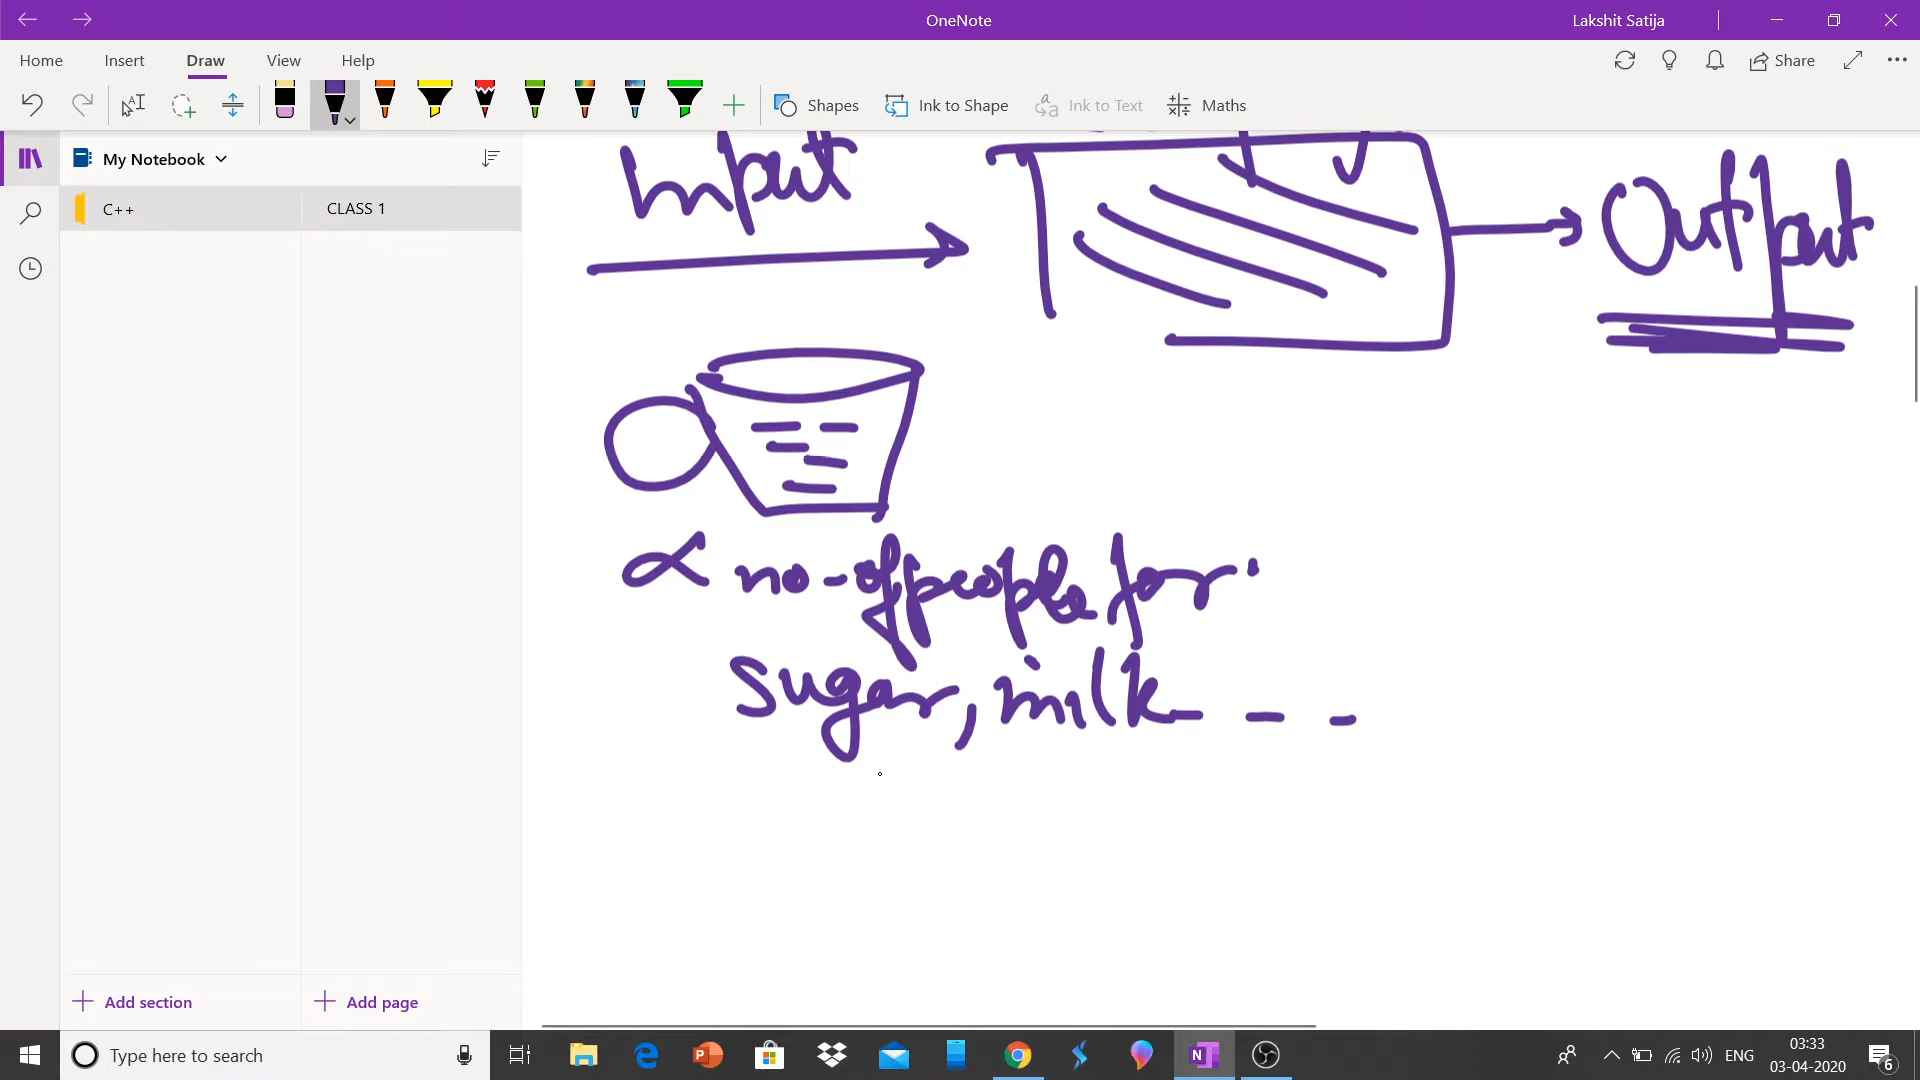 OneNote
Lakshit Satija
Home Insert Draw View Help
Share
Shapes Ink to Shape Ink to Text Maths
My Notebook
C++ CLASS 1
Input
Output
∝ no-of people for.
sugar, milk - - -
Add section Add page
Type here to search
ENG
03:33
03-04-2020
6